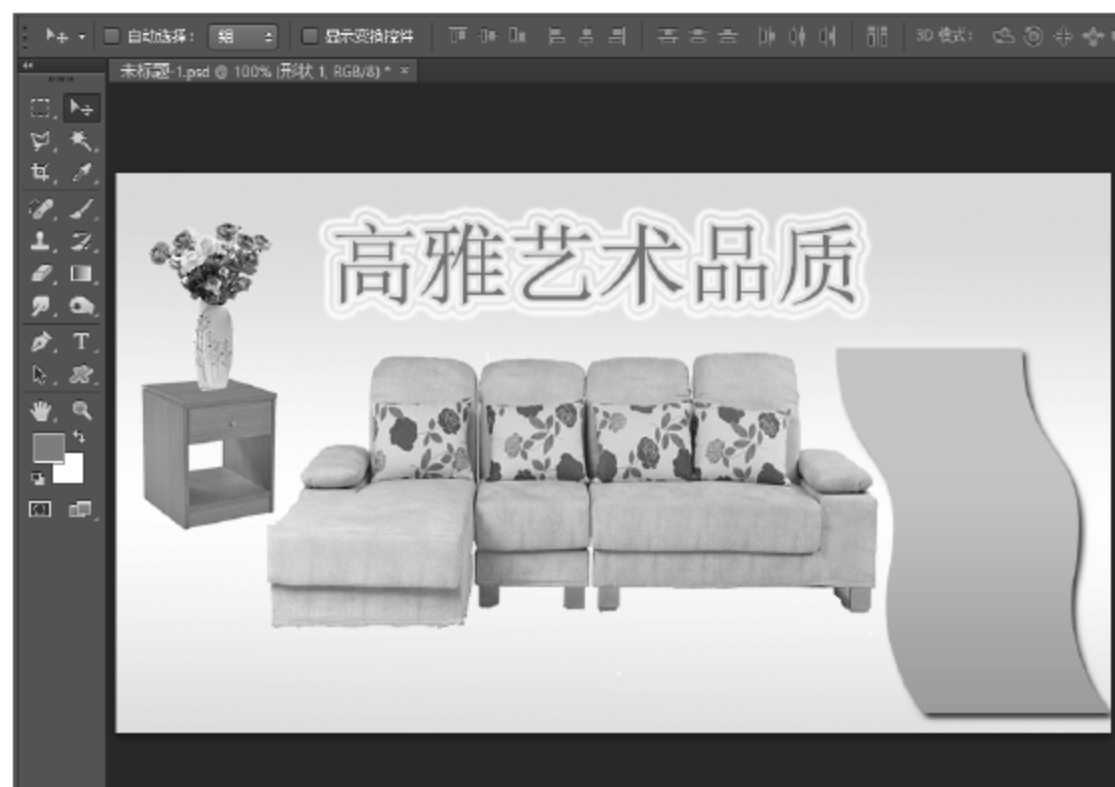 自动选择： 组 显示变换控件 3D 模式：
未标题-1.psd @ 100% (形状 1, RGB/8) * ×
高雅艺术品质